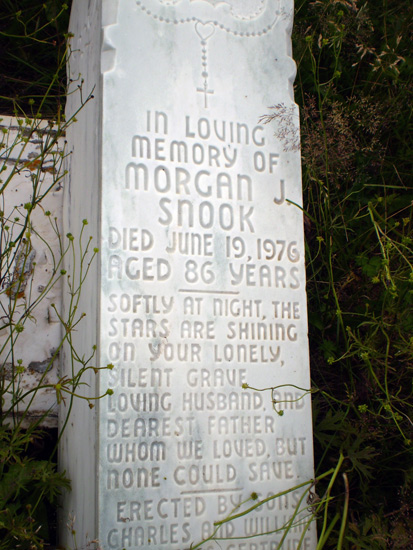 IN LOVING
MEMORY OF
MORGAN J
SNOOK
DIED JUNE 19, 1976
AGED 86 YEARS
SOFTLY AT NIGHT, THE
STARS ARE SHINING
ON YOUR LONELY,
SILENT GRAVE
LOVING HUSBAND, AND
DEAREST FATHER
WHOM WE LOVED, BUT
NONE COULD SAVE.
ERECTED BY SONS
CHARLES AND WILLIAM